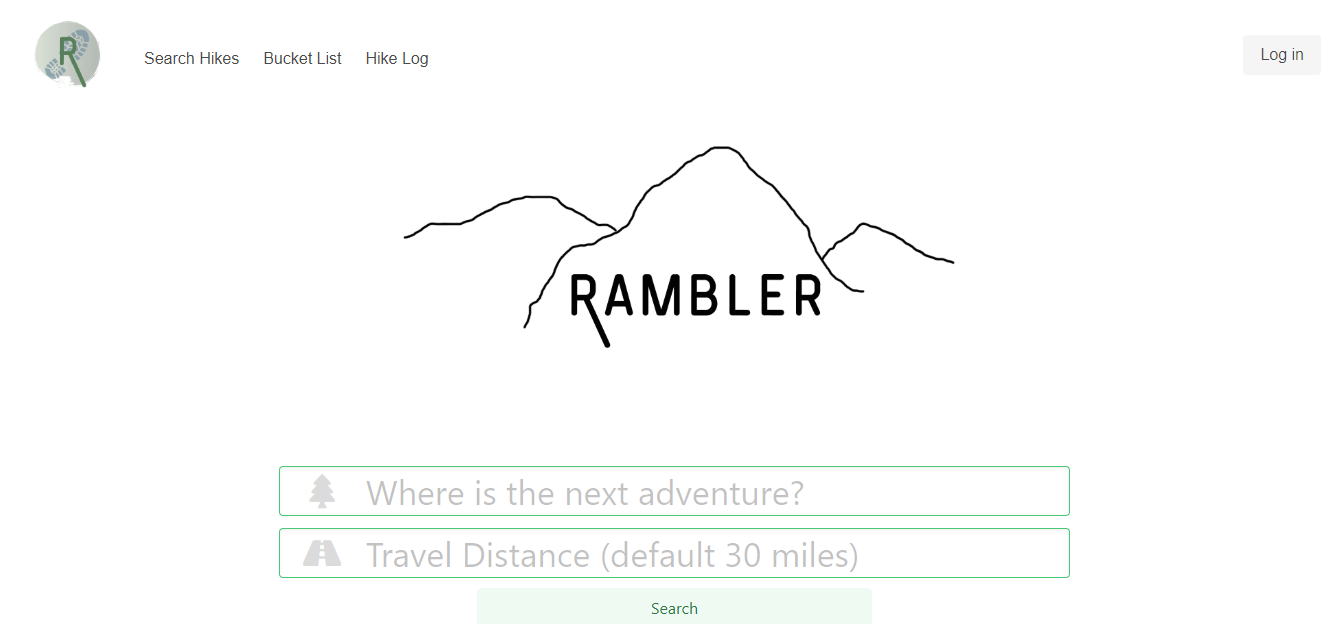 R
Search Hikes Bucket List Hike Log
Log in
RAMBLER
Where is the next adventure?
Travel Distance (default 30 miles)
Search